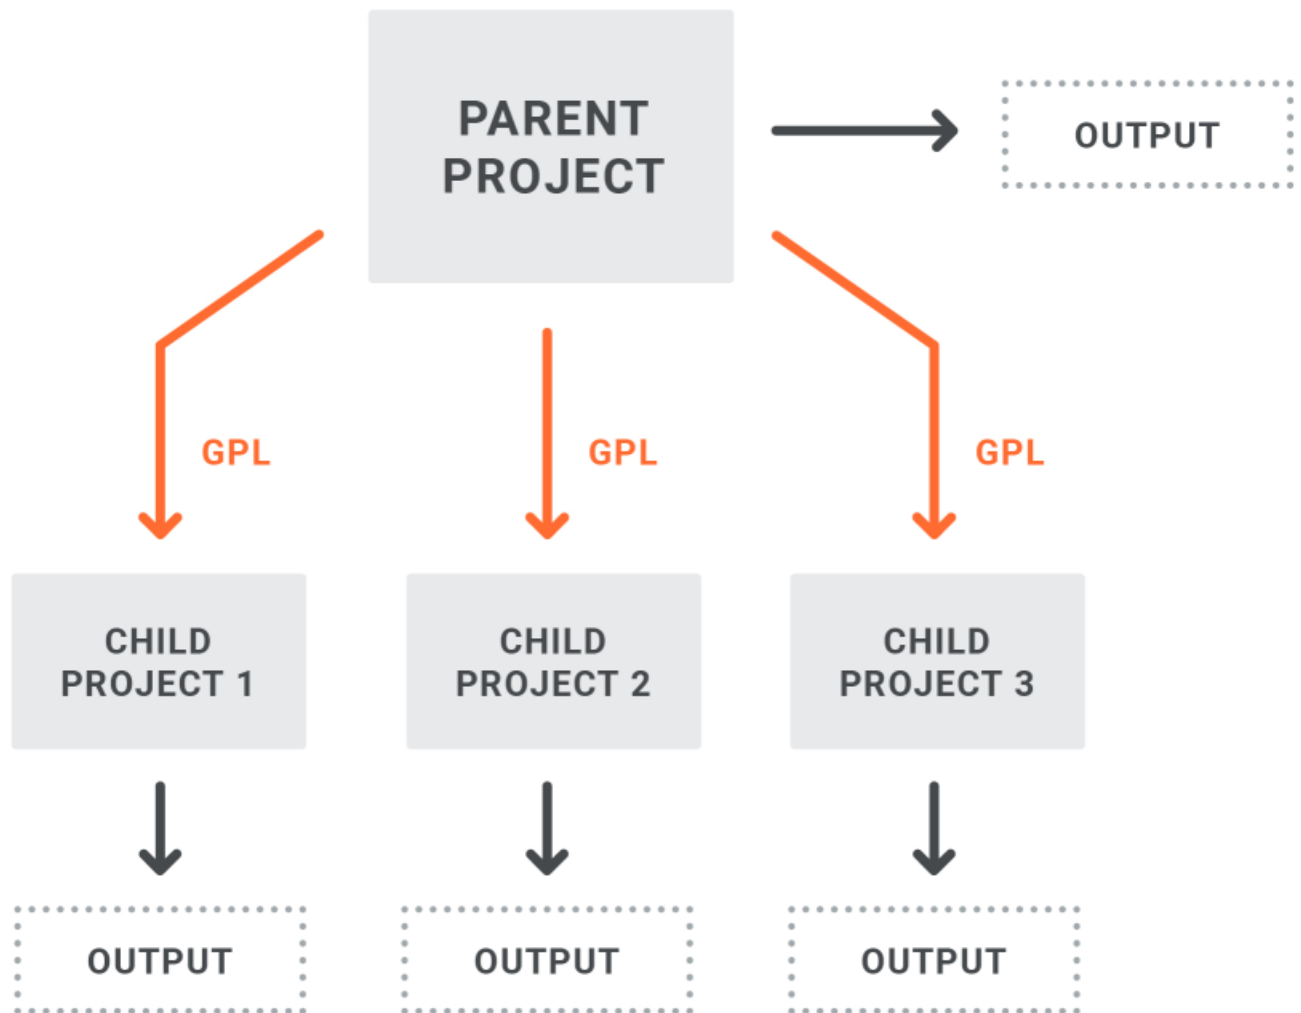 PARENT
PROJECT
OUTPUT
GPL
GPL
GPL
CHILD
PROJECT 1
CHILD
PROJECT 2
CHILD
PROJECT 3
OUTPUT
OUTPUT
OUTPUT